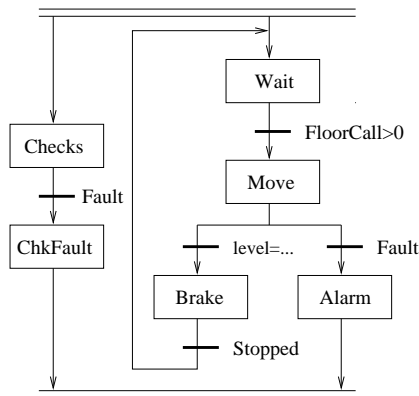 Wait
FloorCall>0
Checks
Move
Fault
ChkFault
level=...
Fault
Brake
Alarm
Stopped